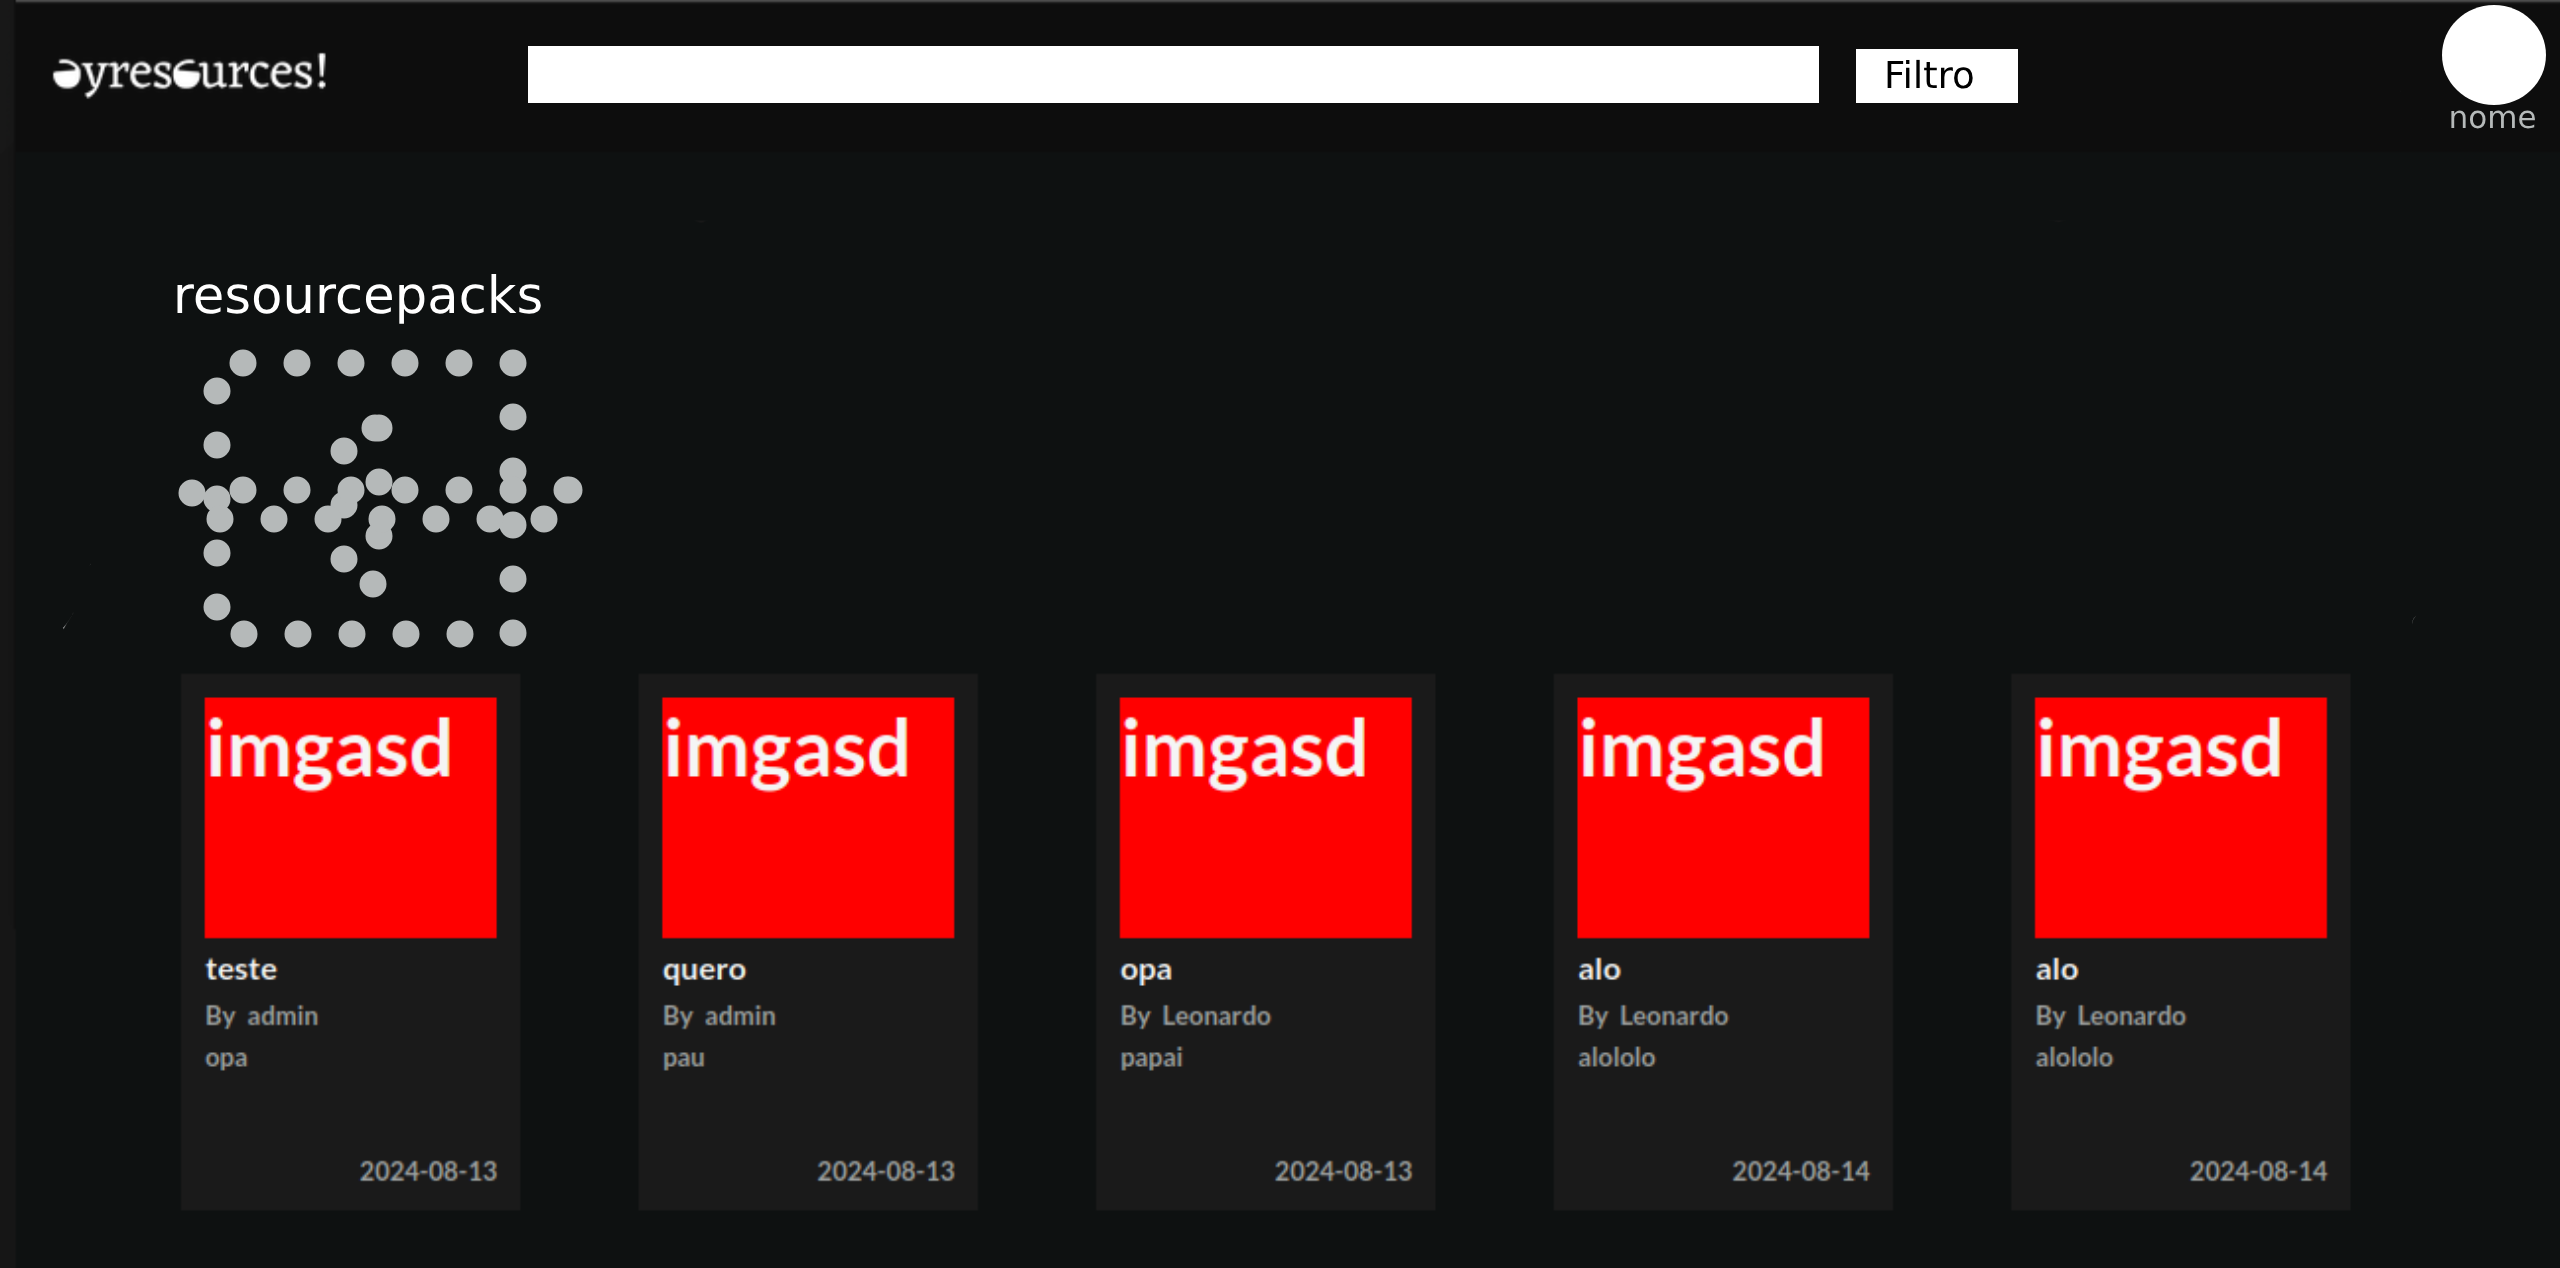 ayresources!
Filtro
nome
resourcepacks
imgasd imgasd imgasd imgasd imgasd
teste quero opa alo alo
By admin By admin By Leonardo By Leonardo By Leonardo
opa pau papai alololo alololo
2024-08-13 2024-08-13 2024-08-13 2024-08-14 2024-08-14